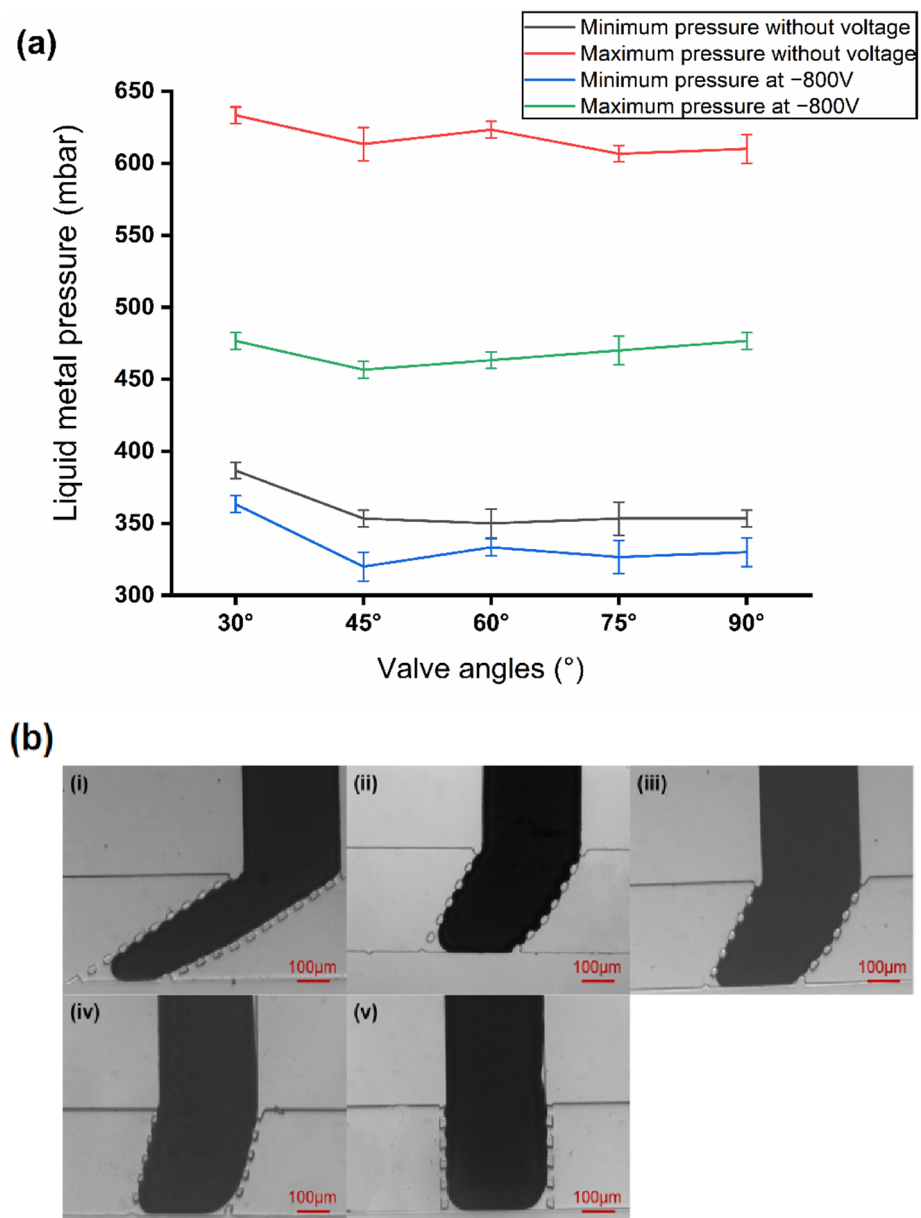 (a)
Minimum pressure without voltage
Maximum pressure without voltage
Minimum pressure at −800V
Maximum pressure at −800V
Liquid metal pressure (mbar)
650
600
550
500
450
400
350
300
30° 45° 60° 75° 90°
Valve angles (°)
(b)
(i) (ii) (iii)
100μm 100μm 100μm
(iv) (v)
100μm 100μm